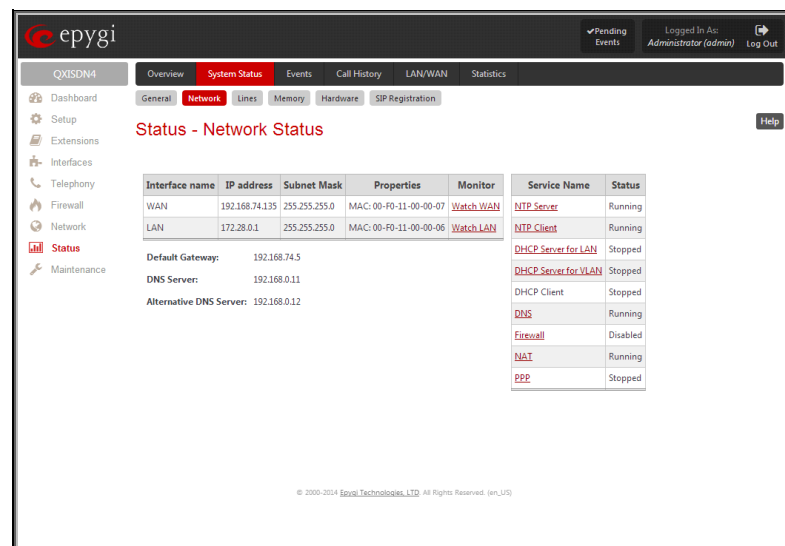 epygi
✔Pending Events
Logged In As:
Administrator (admin)
Log Out
QXISDN4
Overview System Status Events Call History LAN/WAN Statistics
Dashboard
Setup
Extensions
Interfaces
Telephony
Firewall
Network
Status
Maintenance
General Network Lines Memory Hardware SIP Registration
Status - Network Status
Help
Interface name IP address Subnet Mask Properties Monitor
WAN 192.168.74.135 255.255.255.0 MAC: 00-F0-11-00-00-07 Watch WAN
LAN 172.28.0.1 255.255.255.0 MAC: 00-F0-11-00-00-06 Watch LAN
Default Gateway: 192.168.74.5
DNS Server: 192.168.0.11
Alternative DNS Server: 192.168.0.12
Service Name Status
NTP Server Running
NTP Client Running
DHCP Server for LAN Stopped
DHCP Server for VLAN Stopped
DHCP Client Stopped
DNS Running
Firewall Disabled
NAT Running
PPP Stopped
© 2000-2014 Epygi Technologies, LTD. All Rights Reserved. (en_US)